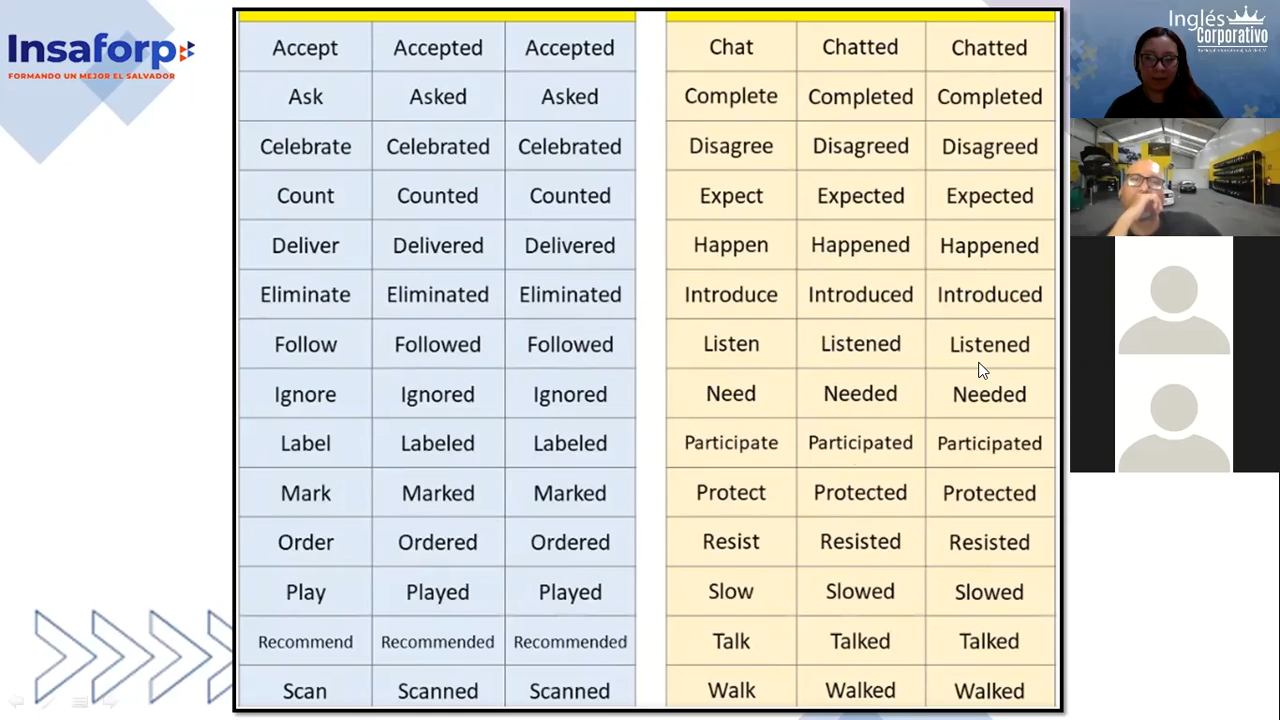 Insaforp
FORMANDO UN MEJOR EL SALVADOR
Accept Accepted Accepted
Ask Asked Asked
Celebrate Celebrated Celebrated
Count Counted Counted
Deliver Delivered Delivered
Eliminate Eliminated Eliminated
Follow Followed Followed
Ignore Ignored Ignored
Label Labeled Labeled
Mark Marked Marked
Order Ordered Ordered
Play Played Played
Recommend Recommended Recommended
Scan Scanned Scanned
Chat Chatted Chatted
Complete Completed Completed
Disagree Disagreed Disagreed
Expect Expected Expected
Happen Happened Happened
Introduce Introduced Introduced
Listen Listened Listened
Need Needed Needed
Participate Participated Participated
Protect Protected Protected
Resist Resisted Resisted
Slow Slowed Slowed
Talk Talked Talked
Walk Walked Walked
Inglés
Corporativo